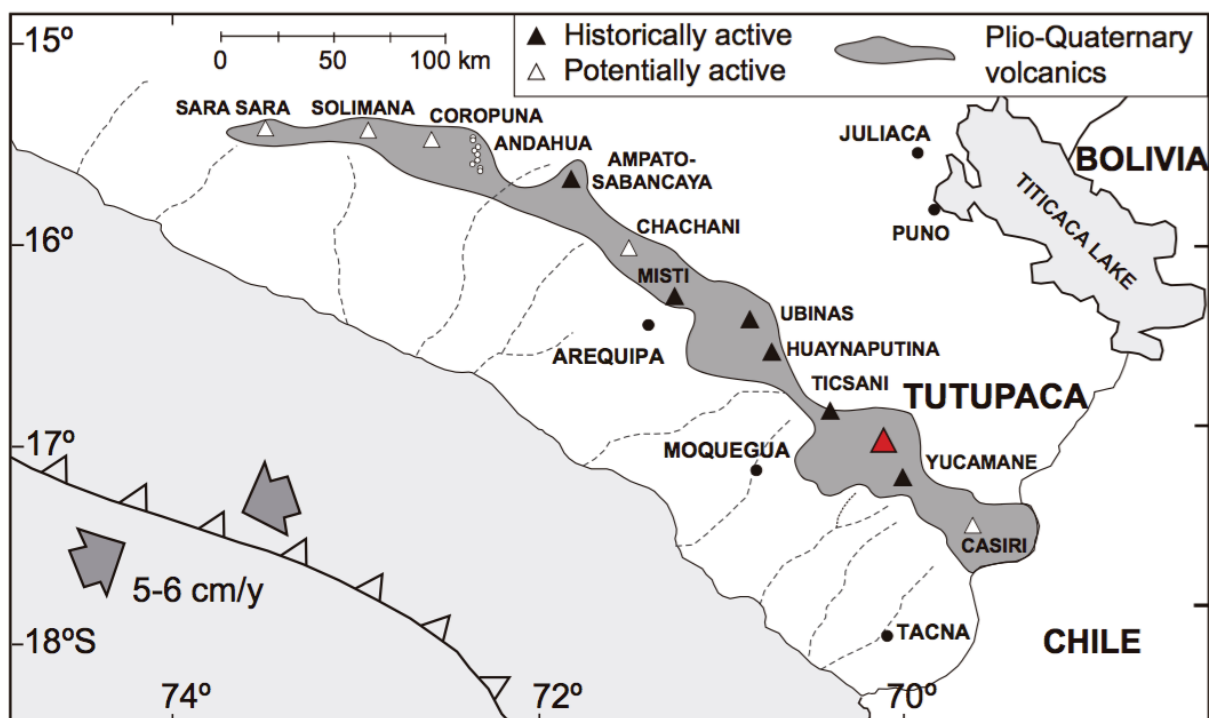 15º
16º
17º
18ºS
74º
72º
70º
0
50
100 km
Historically active
Potentially active
Plio-Quaternary
volcanics
SARA SARA
SOLIMANA
COROPUNA
ANDAHUA
AMPATO-
SABANCAYA
CHACHANI
MISTI
UBINAS
HUAYNAPUTINA
TICSANI
TUTUPACA
YUCAMANE
CASIRI
JULIACA
PUNO
BOLIVIA
TITICACA LAKE
AREQUIPA
MOQUEGUA
TACNA
CHILE
5-6 cm/y